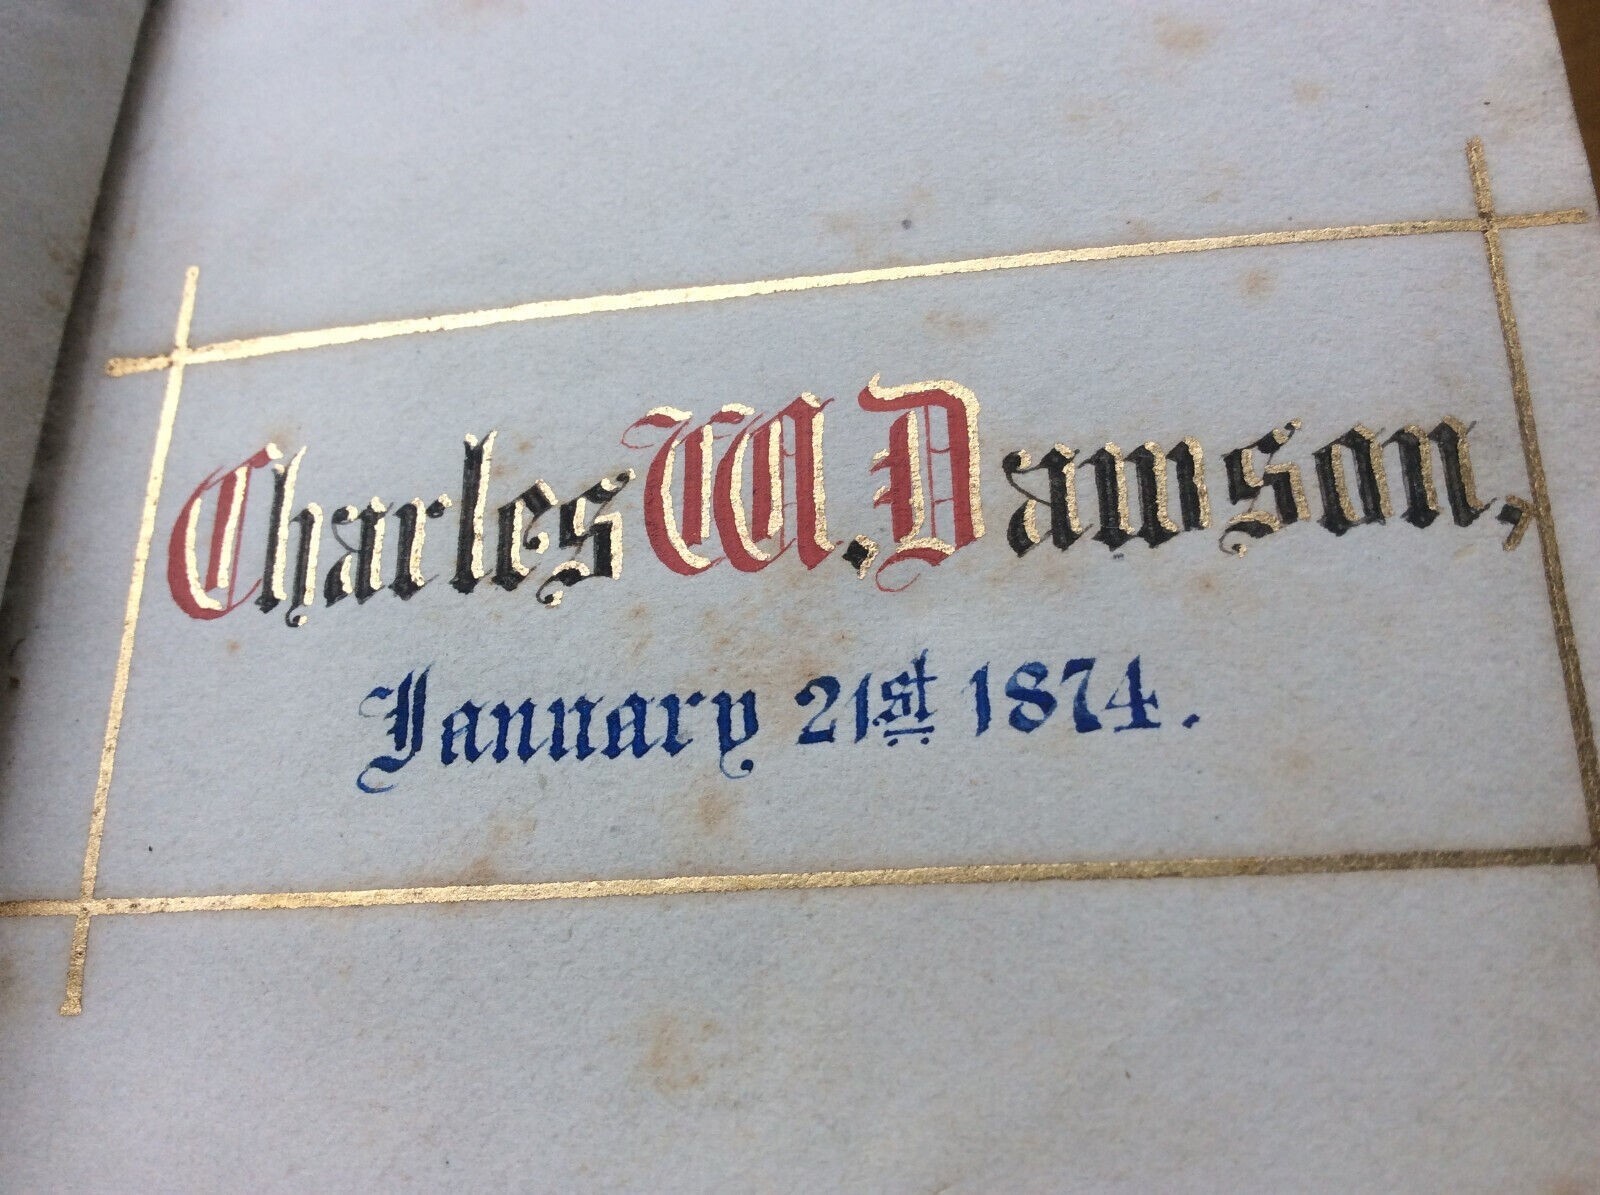 Charles W. Dawson,
January 21st 1874.